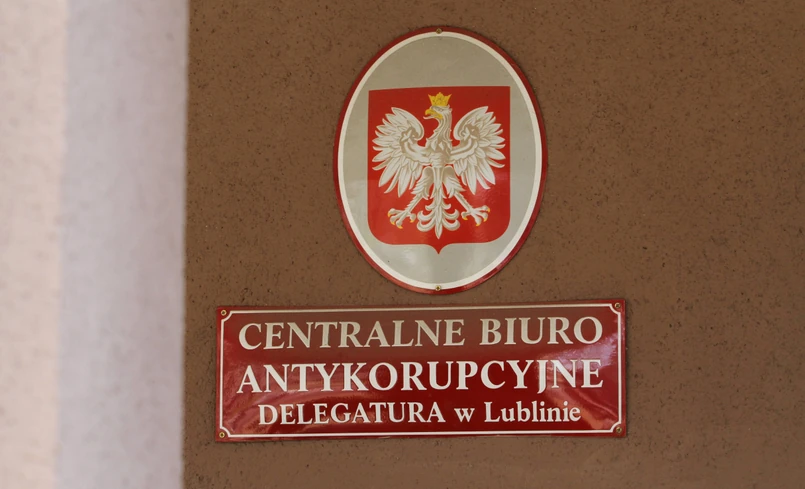 CENTRALNE BIURO
ANTYKORUPCYJNE
DELEGATURA w Lublinie